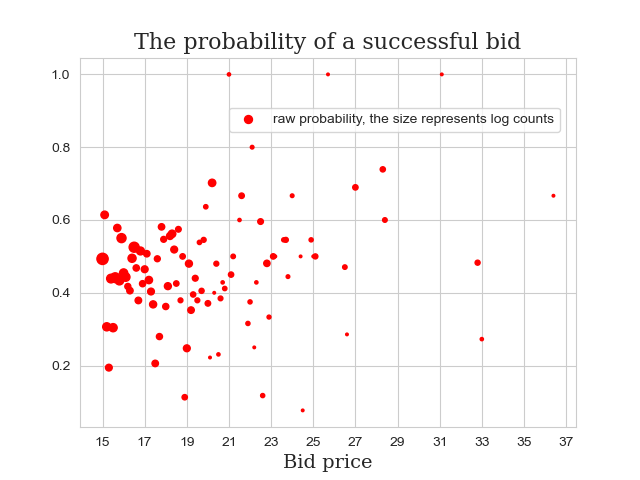 The probability of a successful bid
raw probability, the size represents log counts
1.0
0.8
0.6
0.4
0.2
15 17 19 21 23 25 27 29 31 33 35 37
Bid price